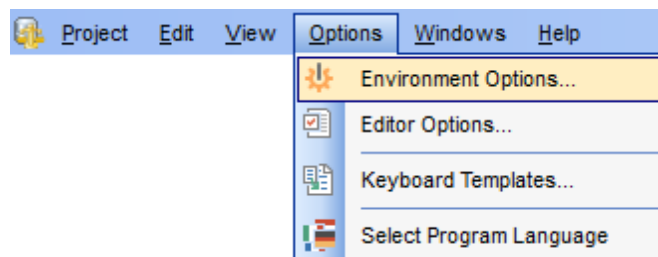 Project Edit View Options Windows Help
Environment Options...
Editor Options...
Keyboard Templates...
Select Program Language